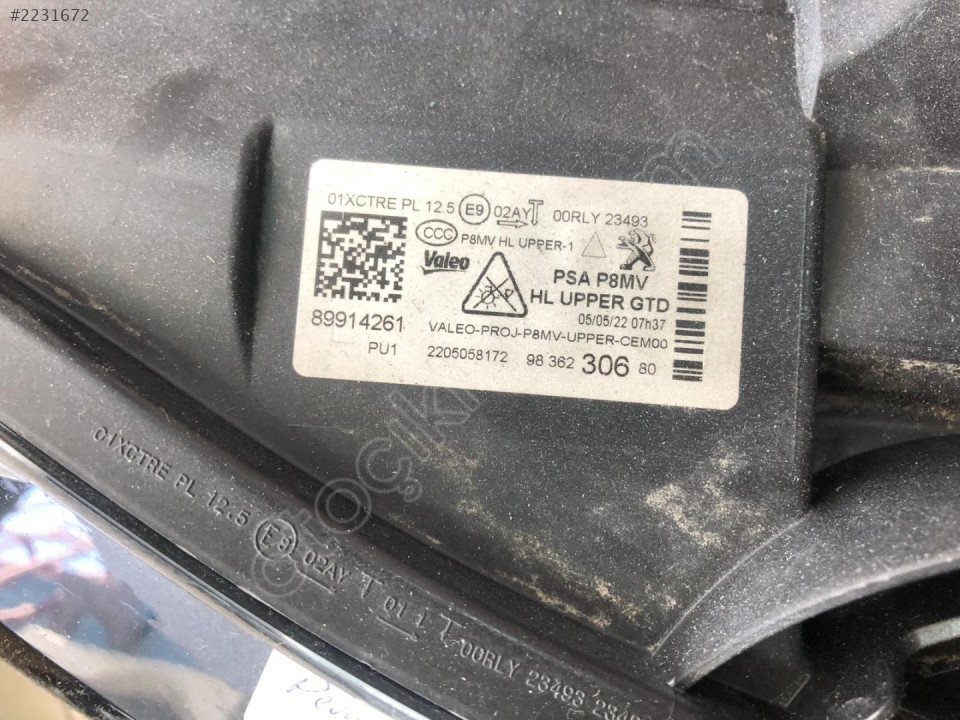 #2231672
01XCTRE PL 12.5 E9 02AY T 00RLY 23493
CCC P8MV HL UPPER-1
Valeo PSA P8MV
HL UPPER GTD
89914261 05/05/22 07h37
VALEO-PROJ-P8MV-UPPER-CEM00
PU1 2205058172 98 362 306 80
01XCTRE PL 12.5 E9 02AY T 01 L T 00RLY 23493